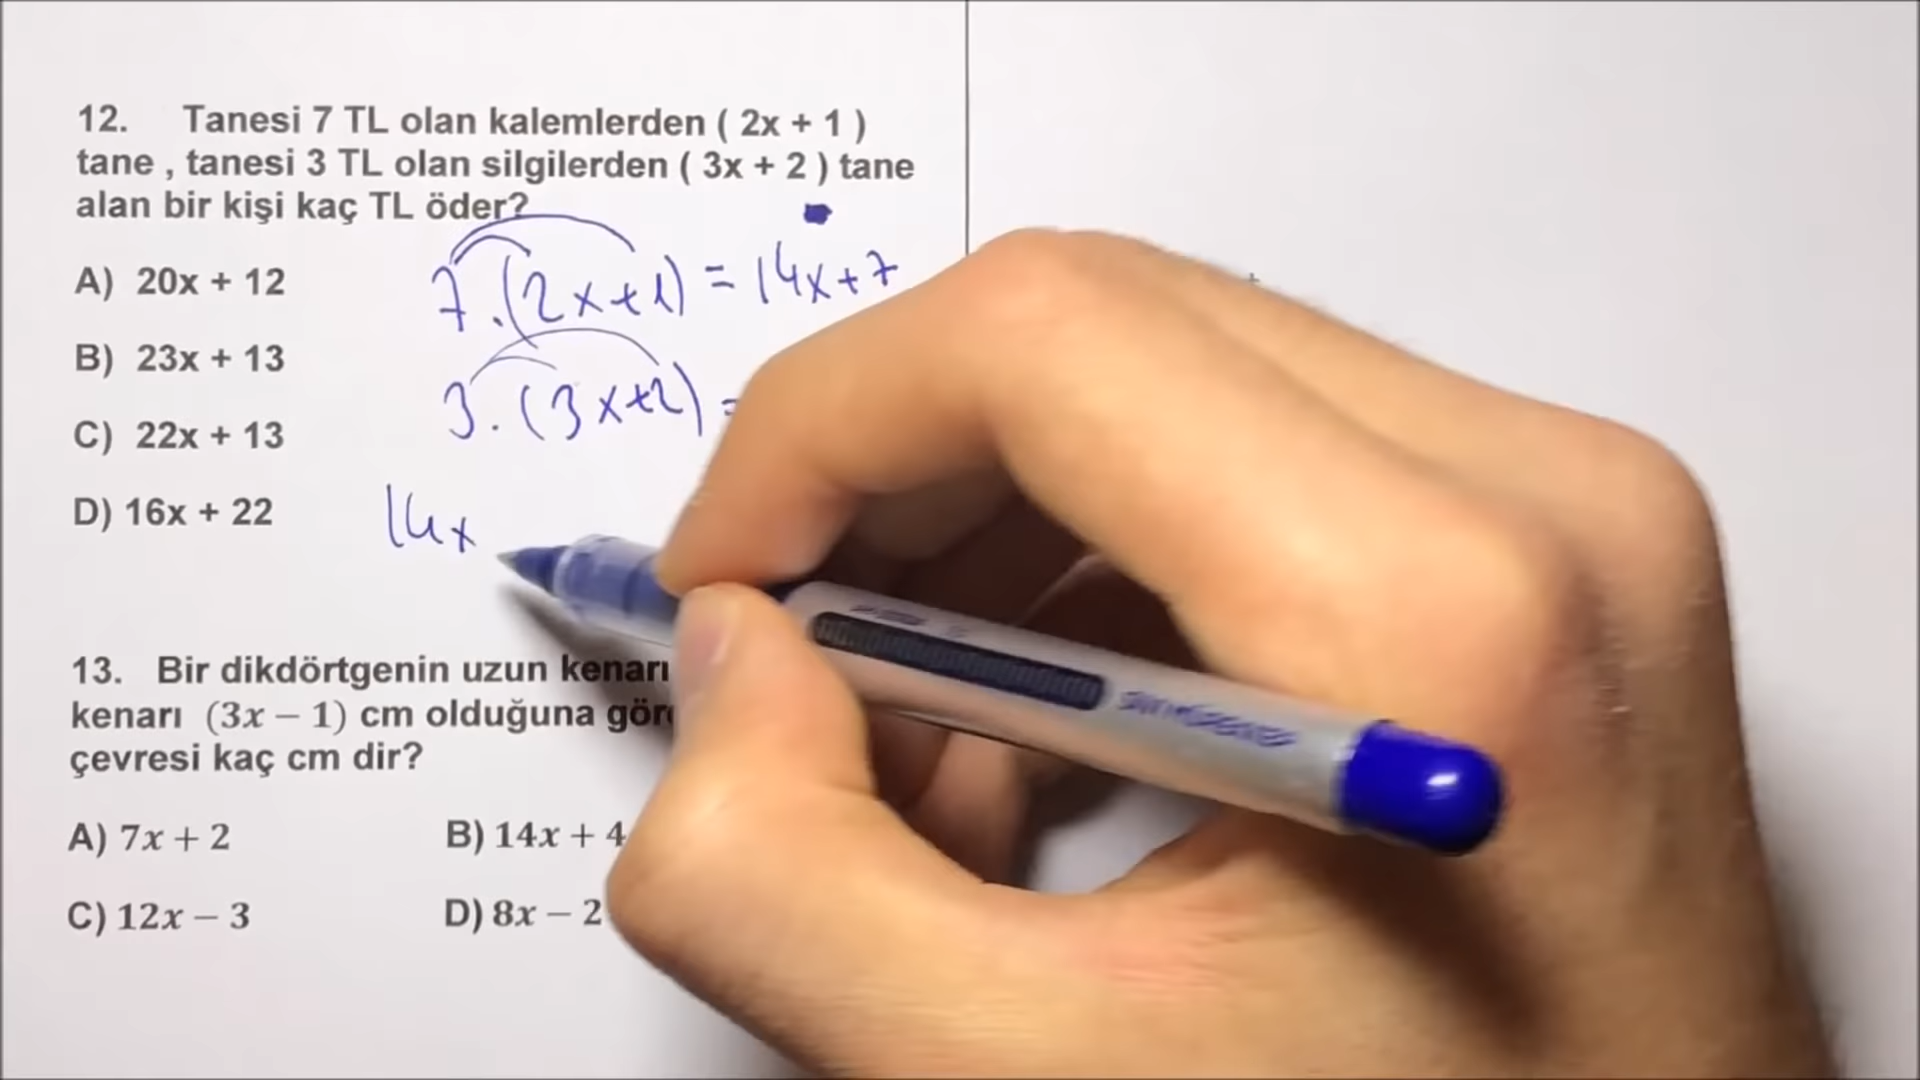 12. Tanesi 7 TL olan kalemlerden ( 2x + 1 )
tane , tanesi 3 TL olan silgilerden ( 3x + 2 ) tane
alan bir kişi kaç TL öder?
7.(2x+1) = 14x+7
3.(3x+2) =
14x
A) 20x + 12
B) 23x + 13
C) 22x + 13
D) 16x + 22
13. Bir dikdörtgenin uzun kenarı
kenarı (3x − 1) cm olduğuna
çevresi kaç cm dir?
A) 7x + 2 B) 14x + 4
C) 12x − 3 D) 8x − 2